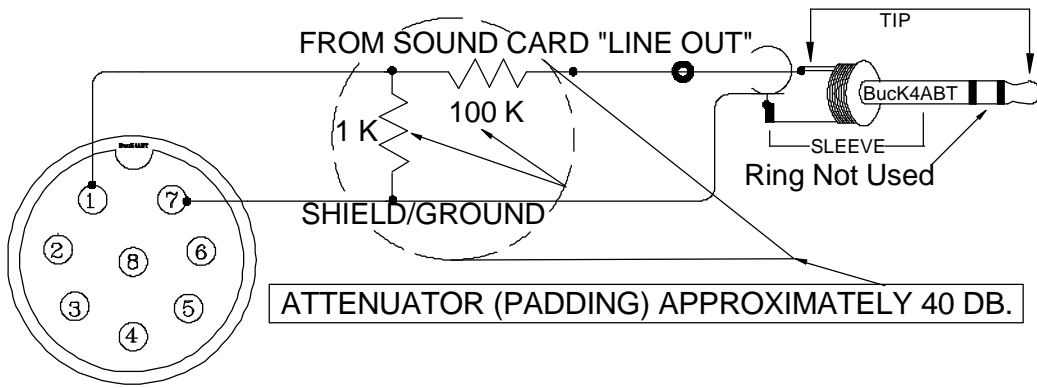 TIP
FROM SOUND CARD "LINE OUT"
BucK4ABT
100 K
1 K
SLEEVE
Ring Not Used
BucK4ABT
1
7
SHIELD/GROUND
2
8
6
3
5
4
ATTENUATOR (PADDING) APPROXIMATELY 40 DB.